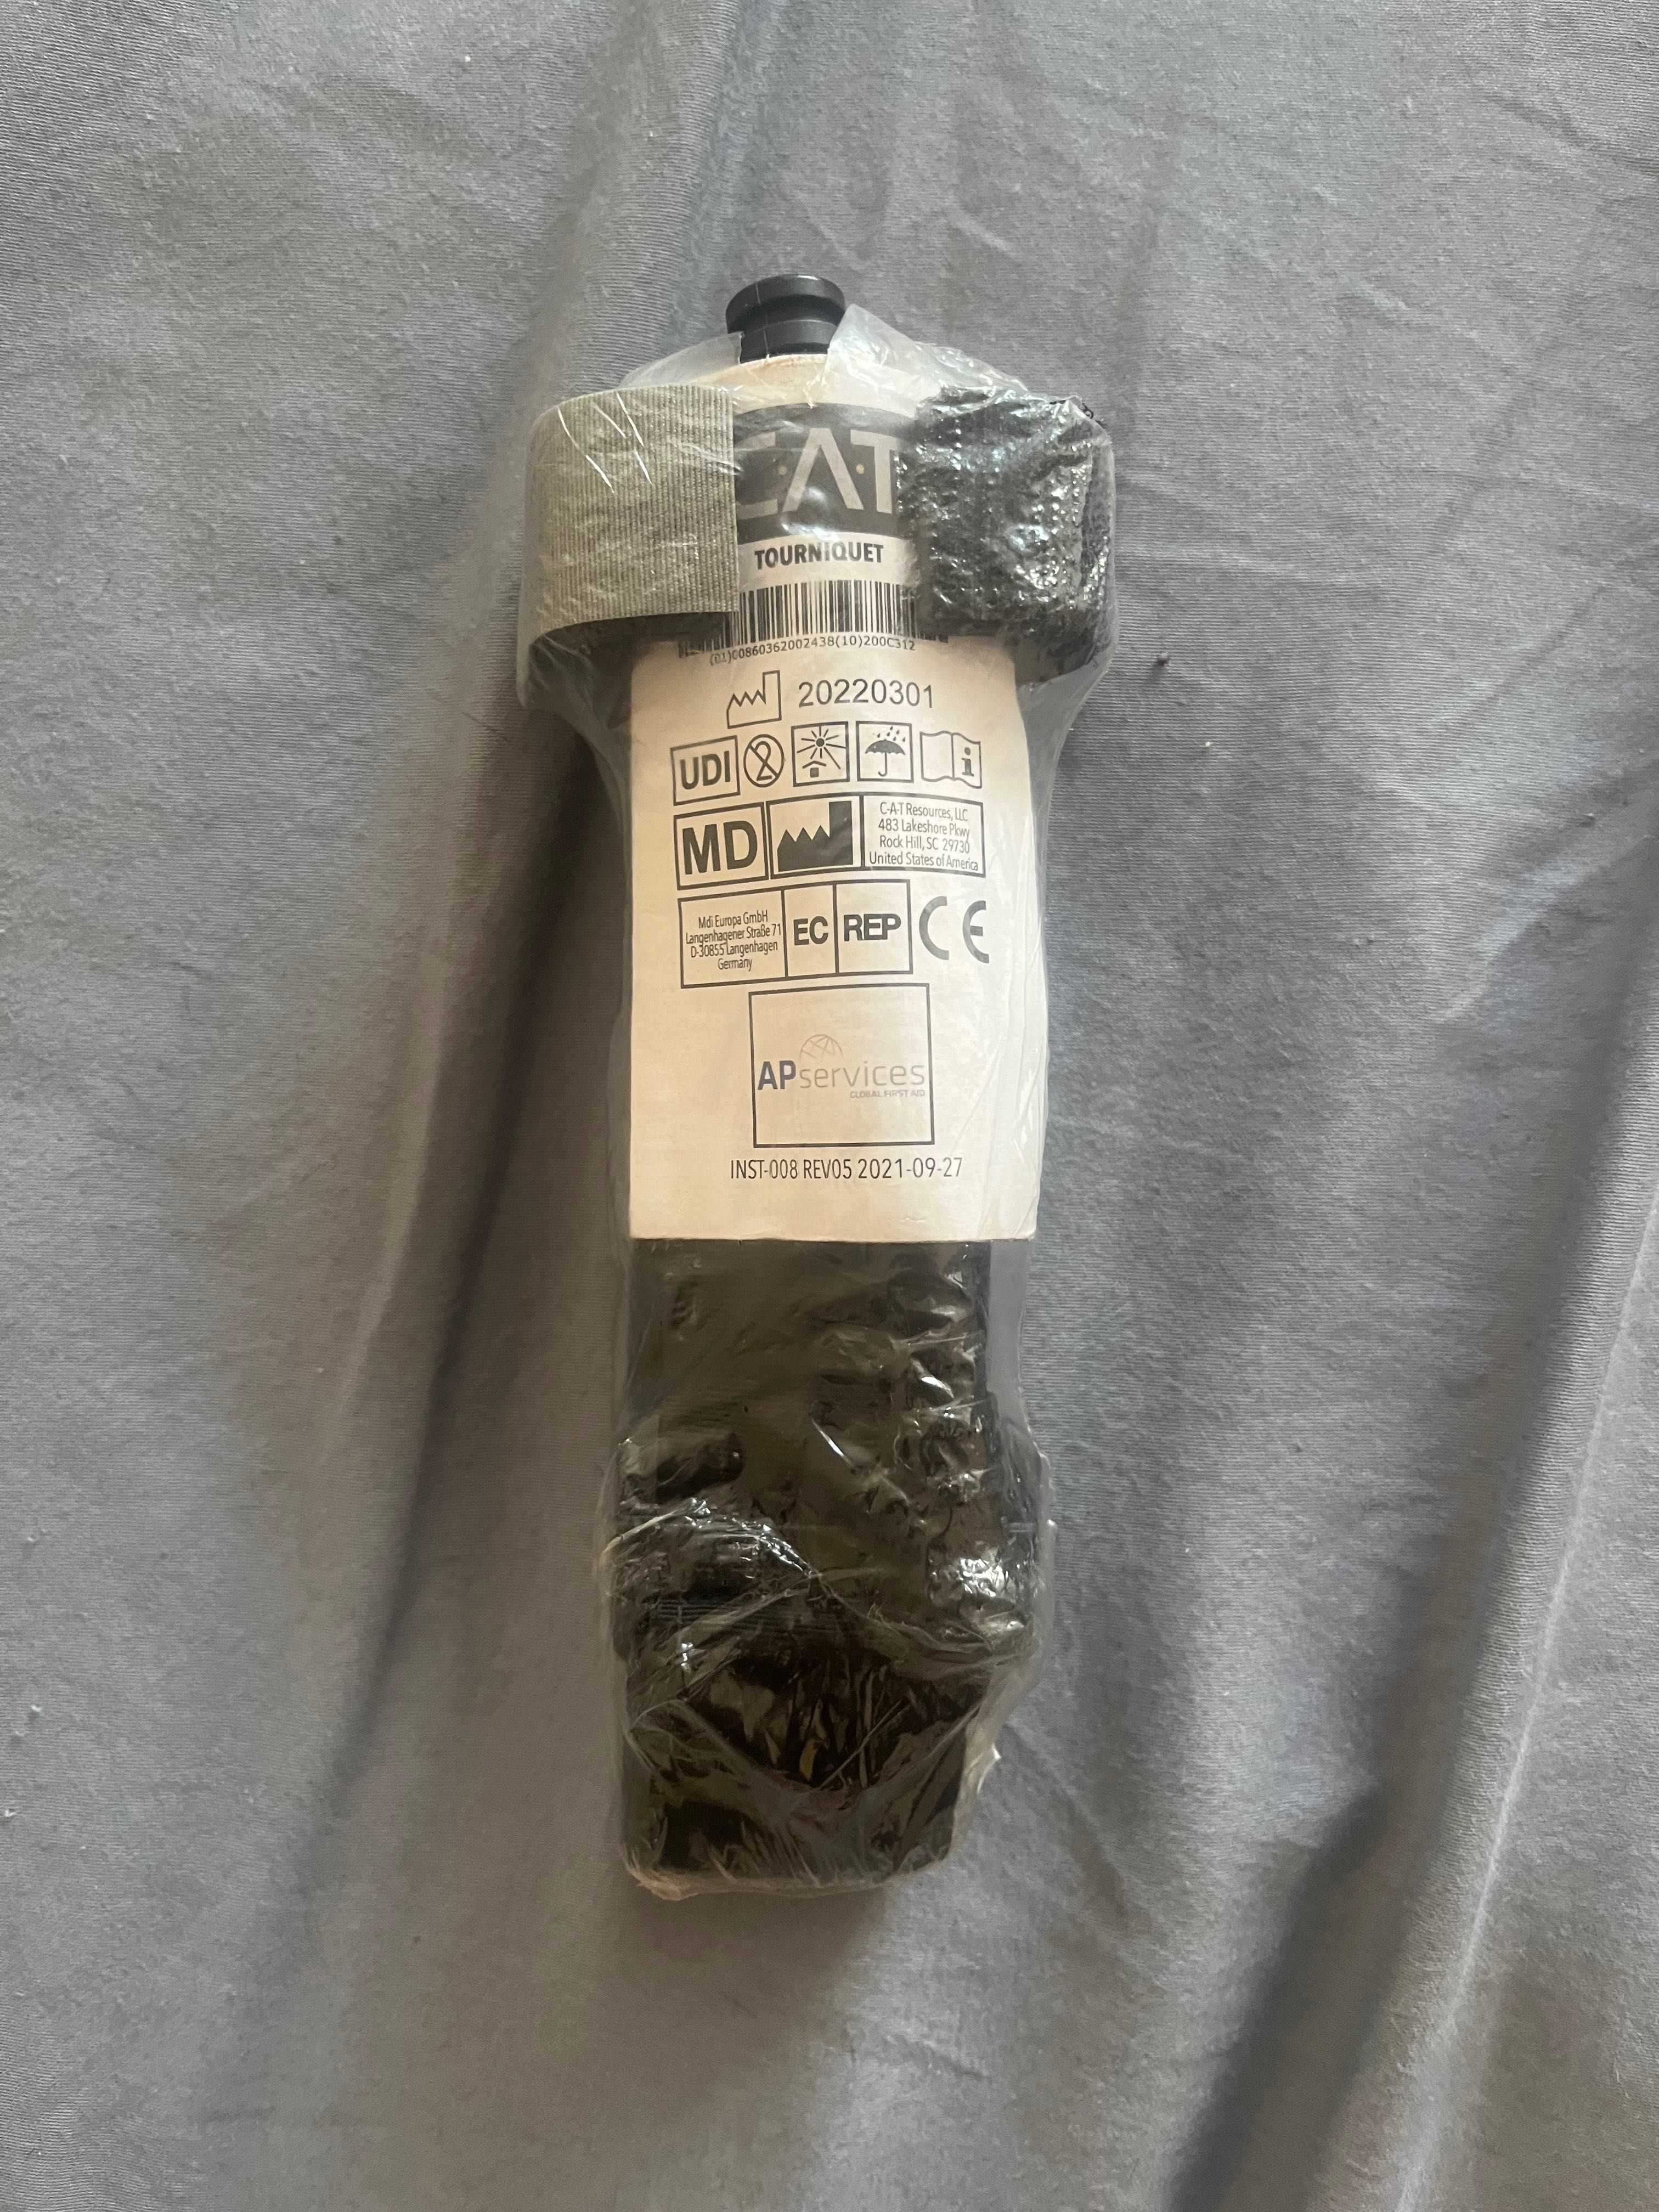 C·A·T
TOURNIQUET
(01)00860362002438(10)200C312
20220301
UDI 2
i
MD
C-A-T Resources, LLC
483 Lakeshore Pkwy
Rock Hill, SC 29730
United States of America
Mdi Europa GmbH
Langenhagener Straße 71
D-30855 Langenhagen
Germany
EC REP CE
APservices
GLOBAL FIRST AID
INST-008 REV05 2021-09-27